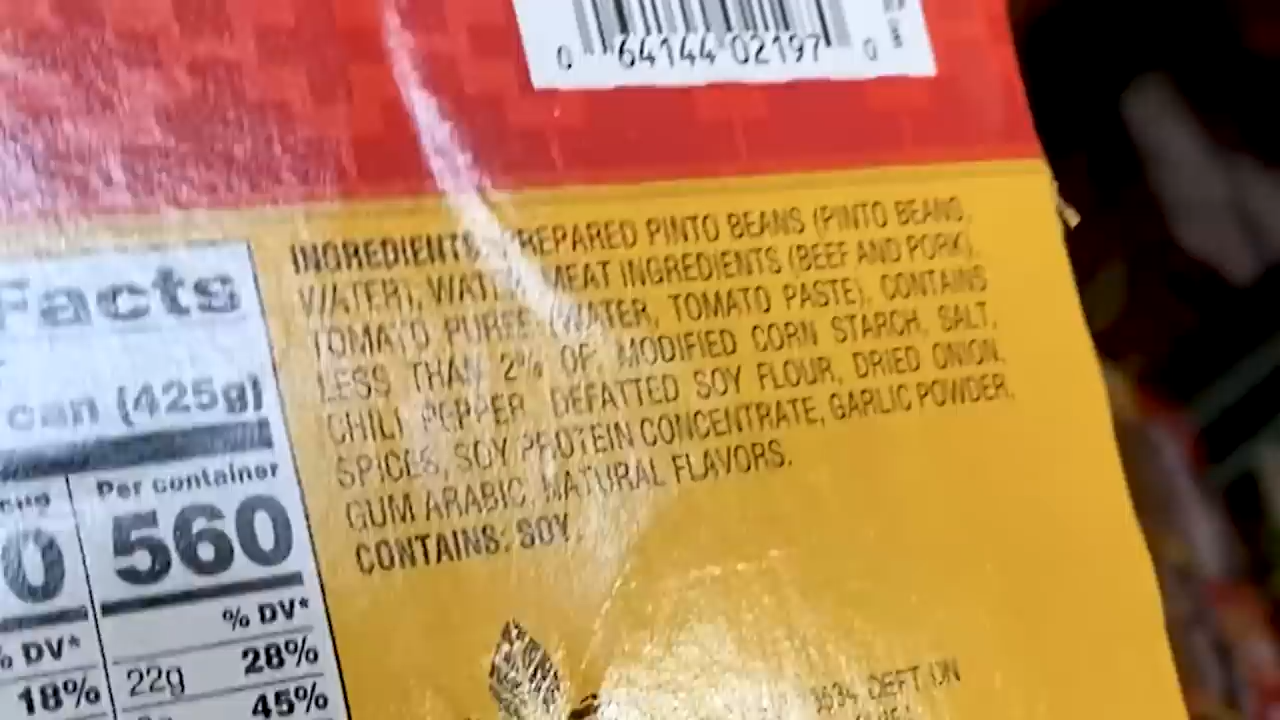 0 64144 02197 0
INGREDIENTS: PREPARED PINTO BEANS (PINTO BEANS,
WATER), WATER, MEAT INGREDIENTS (BEEF AND PORK),
TOMATO PUREE (WATER, TOMATO PASTE), CONTAINS
LESS THAN 2% OF: MODIFIED CORN STARCH, SALT,
CHILI PEPPER, DEFATTED SOY FLOUR, DRIED ONION,
SPICES, SOY PROTEIN CONCENTRATE, GARLIC POWDER,
GUM ARABIC, NATURAL FLAVORS.
CONTAINS: SOY.
Facts
can (425g)
Per container
0 560
% DV*
% DV*
18% 22g 28%
45%